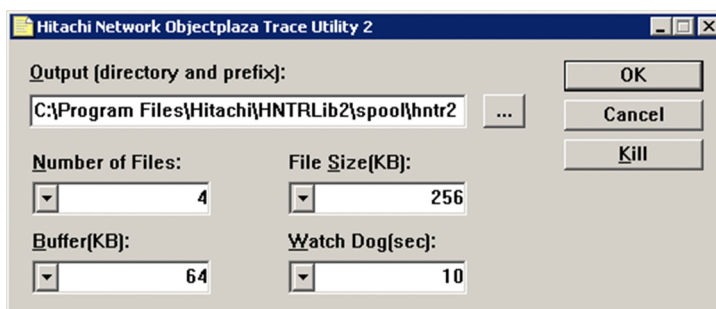 Hitachi Network Objectplaza Trace Utility 2
Output (directory and prefix):
C:\Program Files\Hitachi\HNTRLib2\spool\hntr2
...
OK
Cancel
Kill
Number of Files:
File Size(KB):
4
256
Buffer(KB):
Watch Dog(sec):
64
10